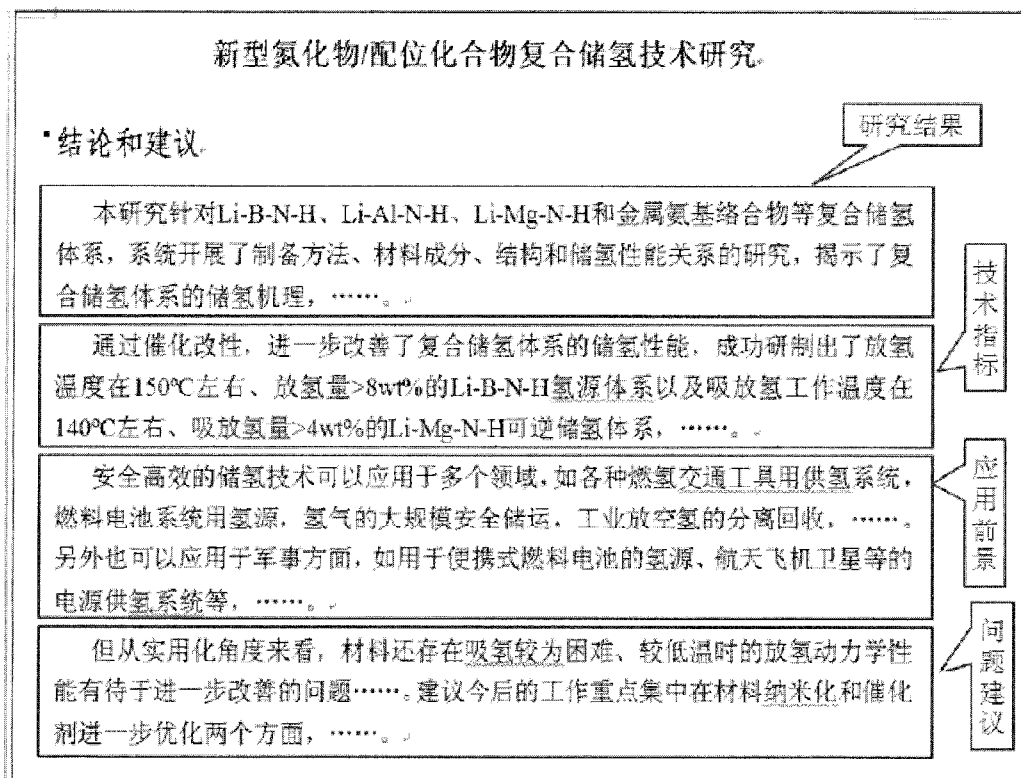 新型氮化物/配位化合物复合储氢技术研究
▪结论和建议
研究结果
本研究针对Li-B-N-H、Li-Al-N-H、Li-Mg-N-H和金属氨基络合物等复合储氢
体系，系统开展了制备方法、材料成分、结构和储氢性能关系的研究，揭示了复
合储氢体系的储氢机理，……。
技术指标
通过催化改性，进一步改善了复合储氢体系的储氢性能，成功研制出了放氢
温度在150℃左右、放氢量>8wt%的Li-B-N-H氢源体系以及吸放氢工作温度在
140℃左右、吸放氢量>4wt%的Li-Mg-N-H可逆储氢体系，……。
应用前景
安全高效的储氢技术可以应用于多个领域，如各种燃氢交通工具用供氢系统，
燃料电池系统用氢源，氢气的大规模安全储运，工业放空氢的分离回收，……。
另外也可以应用于军事方面，如用于便携式燃料电池的氢源、航天飞机卫星等的
电源供氢系统等，……。
问题建议
但从实用化角度来看，材料还存在吸氢较为困难、较低温时的放氢动力学性
能有待于进一步改善的问题……。建议今后的工作重点集中在材料纳米化和催化
剂进一步优化两个方面，……。